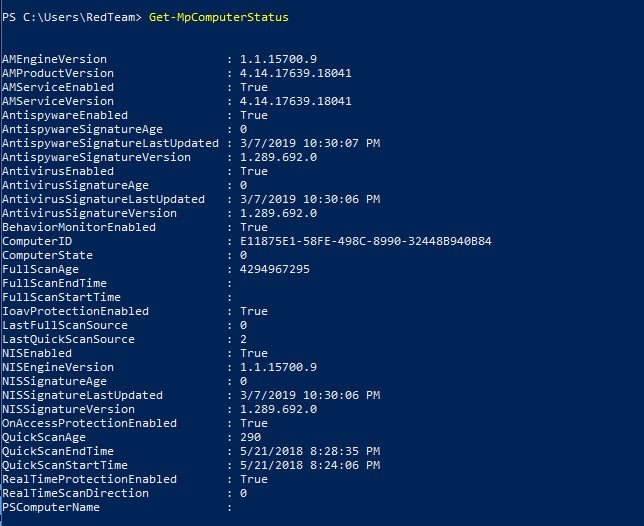 PS C:\Users\RedTeam> Get-MpComputerStatus
AMEngineVersion : 1.1.15700.9
AMProductVersion : 4.14.17639.18041
AMServiceEnabled : True
AMServiceVersion : 4.14.17639.18041
AntispywareEnabled : True
AntispywareSignatureAge : 0
AntispywareSignatureLastUpdated : 3/7/2019 10:30:07 PM
AntispywareSignatureVersion : 1.289.692.0
AntivirusEnabled : True
AntivirusSignatureAge : 0
AntivirusSignatureLastUpdated : 3/7/2019 10:30:06 PM
AntivirusSignatureVersion : 1.289.692.0
BehaviorMonitorEnabled : True
ComputerID : E11875E1-58FE-498C-8990-32448B940B84
ComputerState : 0
FullScanAge : 4294967295
FullScanEndTime :
FullScanStartTime :
IoavProtectionEnabled : True
LastFullScanSource : 0
LastQuickScanSource : 2
NISEnabled : True
NISEngineVersion : 1.1.15700.9
NISSignatureAge : 0
NISSignatureLastUpdated : 3/7/2019 10:30:06 PM
NISSignatureVersion : 1.289.692.0
OnAccessProtectionEnabled : True
QuickScanAge : 290
QuickScanEndTime : 5/21/2018 8:28:35 PM
QuickScanStartTime : 5/21/2018 8:24:06 PM
RealTimeProtectionEnabled : True
RealTimeScanDirection : 0
PSComputerName :